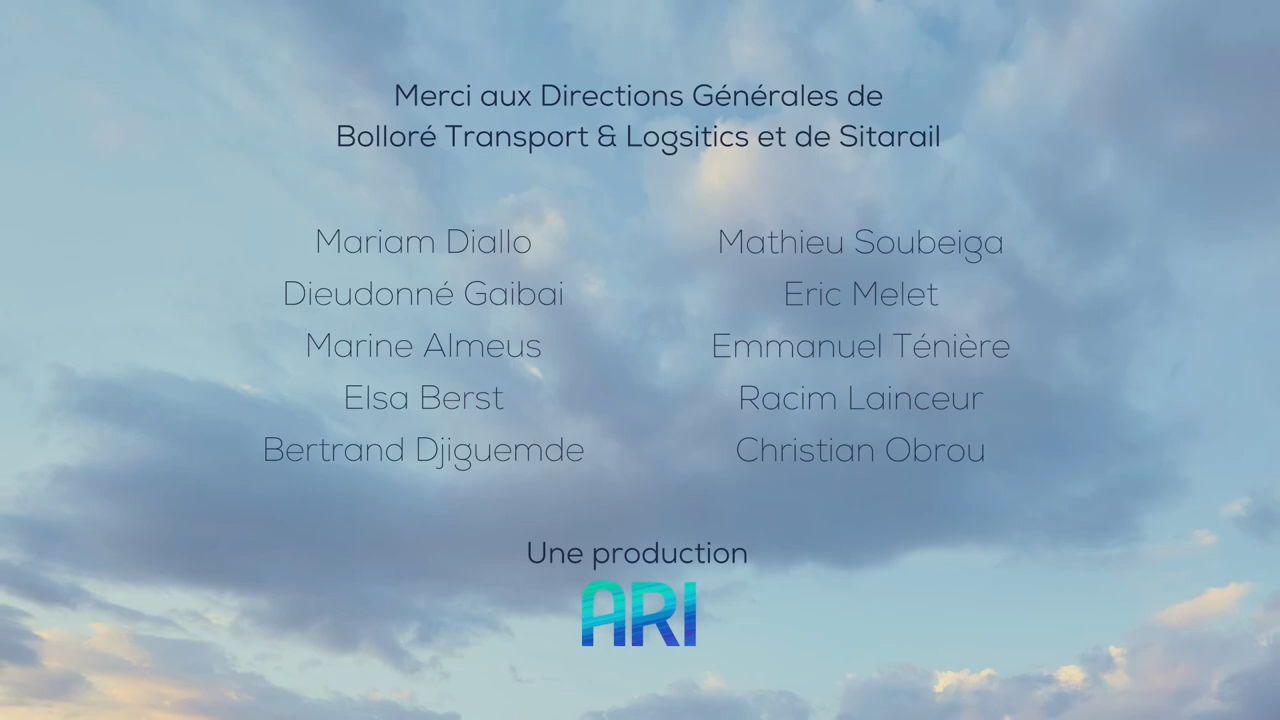 Merci aux Directions Générales de
Bolloré Transport & Logsitics et de Sitarail
Mariam Diallo
Dieudonné Gaibai
Marine Almeus
Elsa Berst
Bertrand Djiguemde
Mathieu Soubeiga
Eric Melet
Emmanuel Ténière
Racim Lainceur
Christian Obrou
Une production
ARI